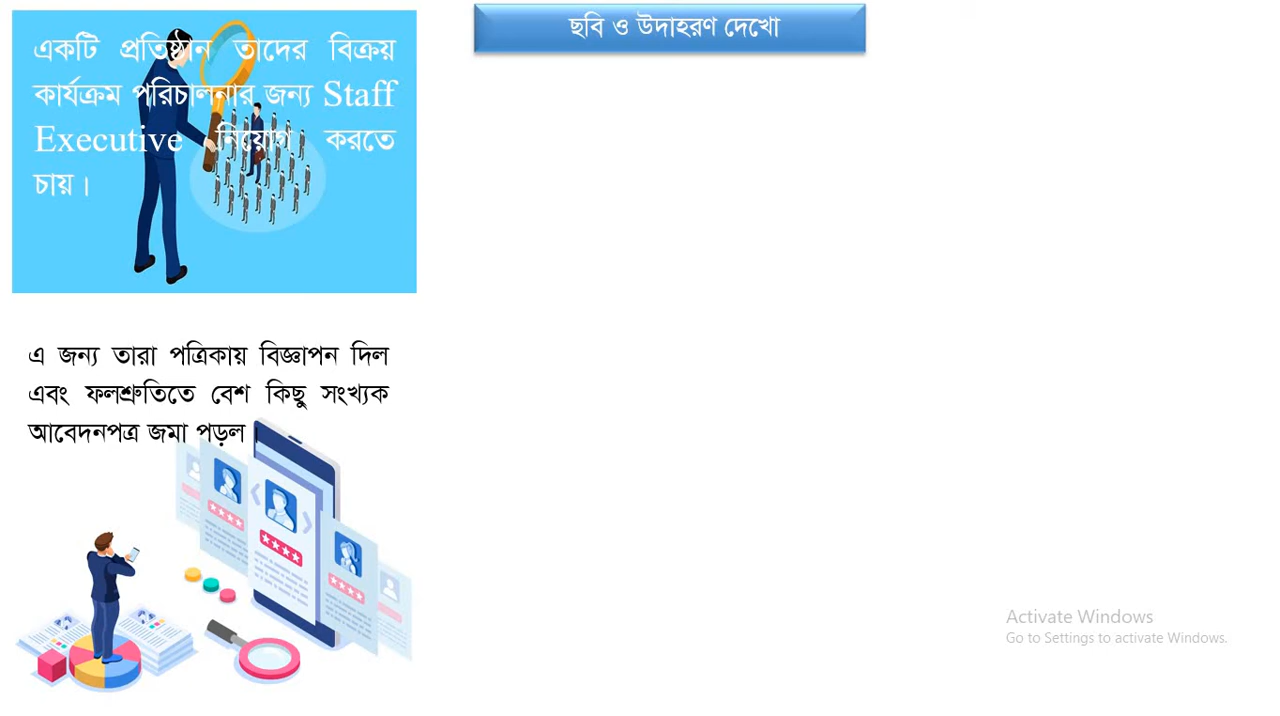 ছবি ও উদাহরণ দেখো
একটি প্রতিষ্ঠান তাদের বিক্রয়
কার্যক্রম পরিচালনার জন্য Staff
Executive নিয়োগ করতে
চায়।
এ জন্য তারা পত্রিকায় বিজ্ঞাপন দিল
এবং ফলশ্রুতিতে বেশ কিছু সংখ্যক
আবেদনপত্র জমা পড়ল।
Activate Windows
Go to Settings to activate Windows.